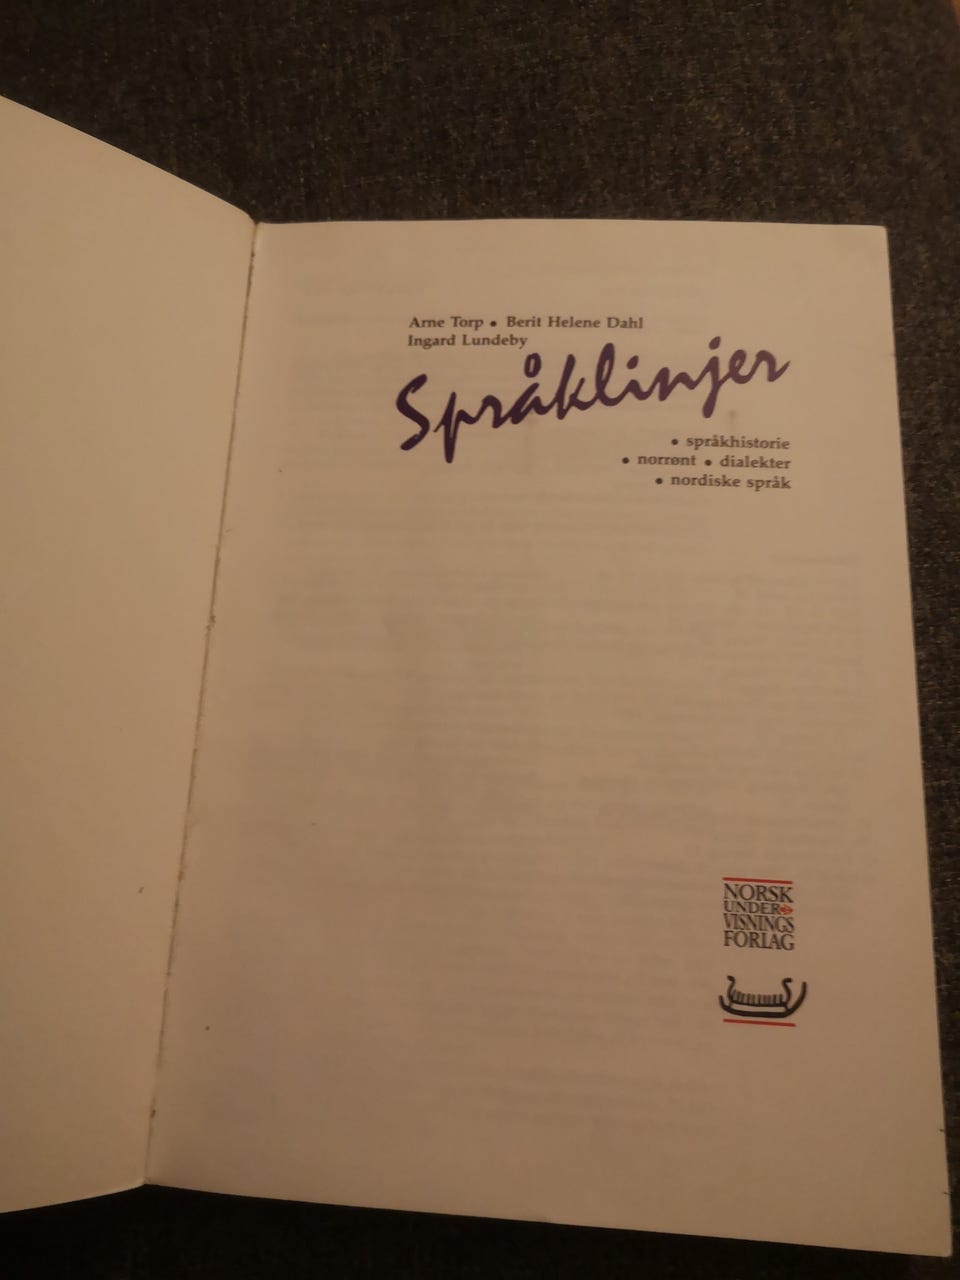 Arne Torp • Berit Helene Dahl
Ingard Lundeby
Språklinjer
• språkhistorie
• norrønt • dialekter
• nordiske språk
NORSK
UNDER
VISNINGS
FORLAG